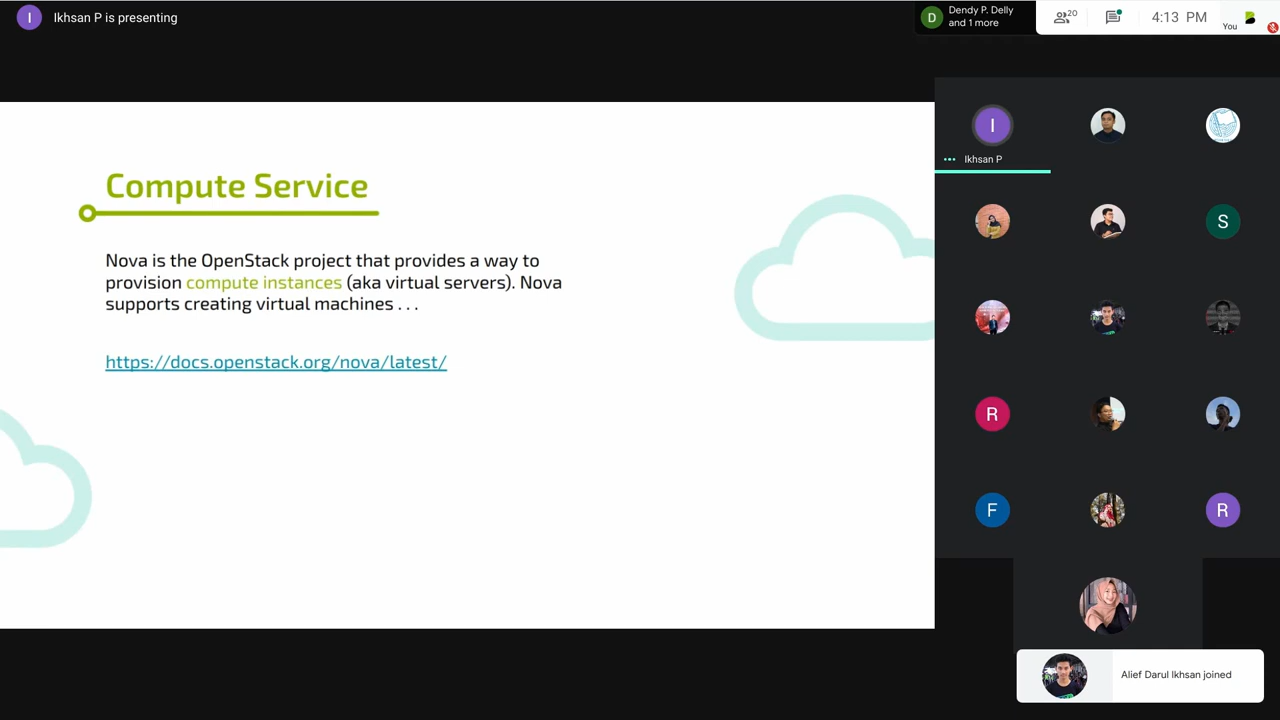 I
Ikhsan P is presenting
D
Dendy P. Delly
and 1 more
20
4:13 PM
You
Compute Service
Nova is the OpenStack project that provides a way to
provision compute instances (aka virtual servers). Nova
supports creating virtual machines . . .
https://docs.openstack.org/nova/latest/
I
Ikhsan P
S
R
F
R
Alief Darul Ikhsan joined